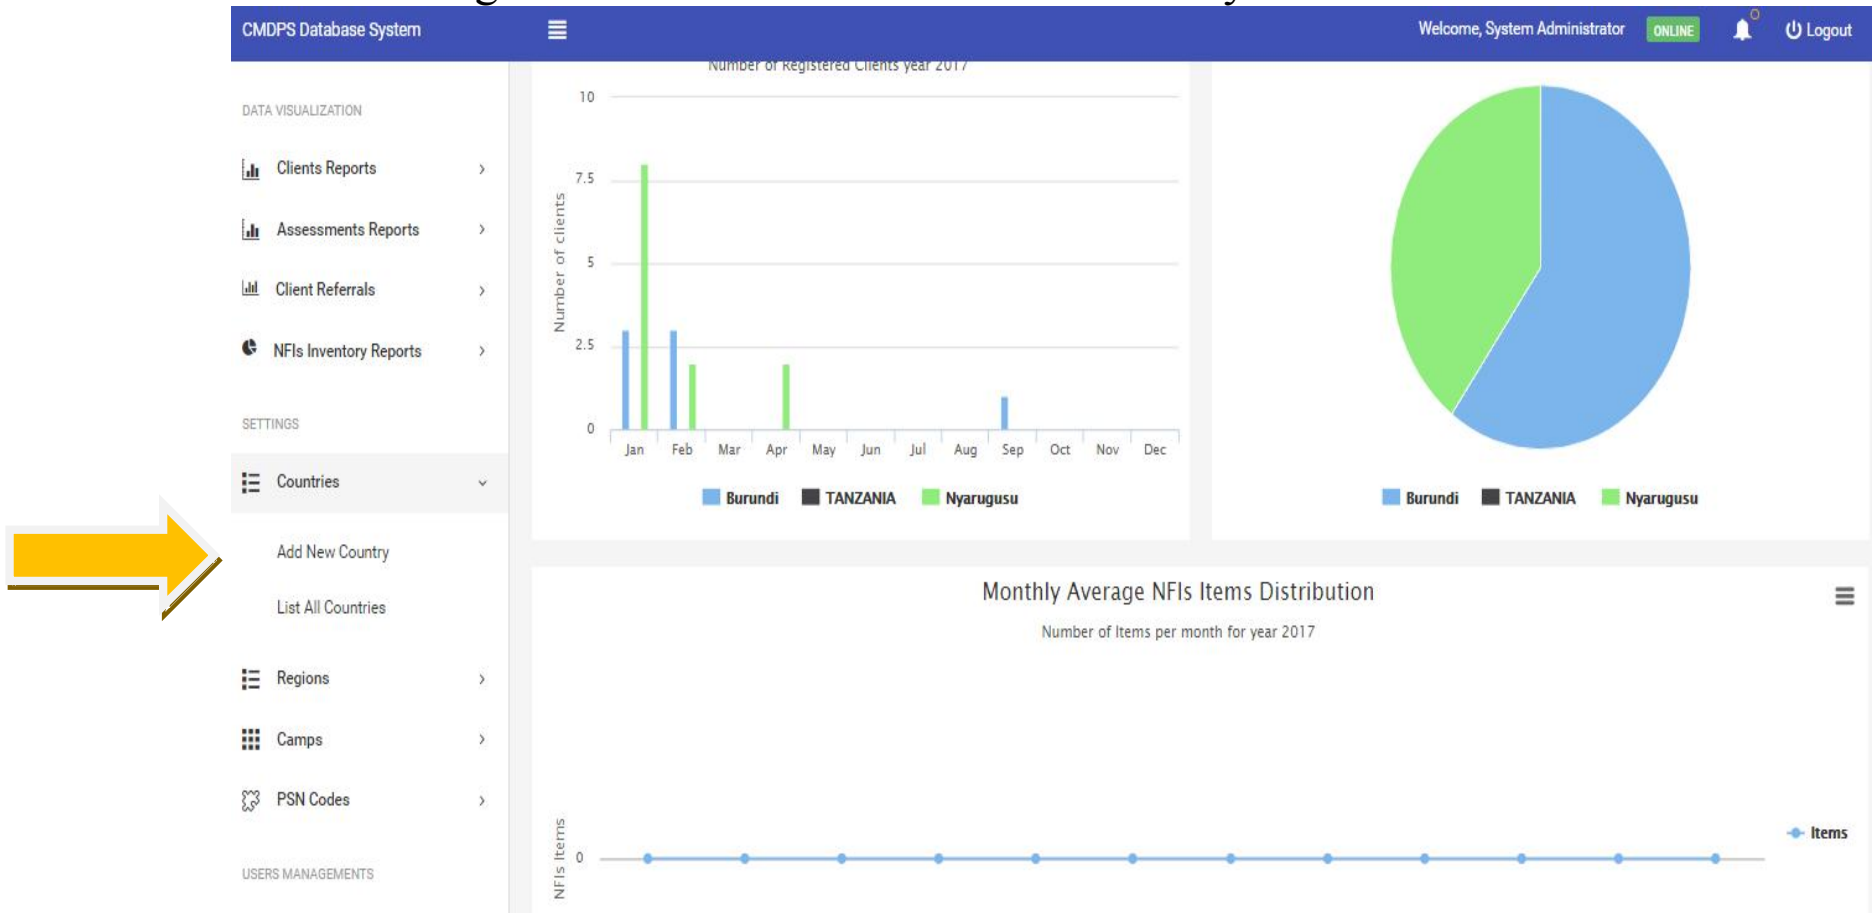 CMDPS Database System
Welcome, System Administrator ONLINE 0 Logout
DATA VISUALIZATION
Clients Reports
Assessments Reports
Client Referrals
NFIs Inventory Reports
SETTINGS
Countries
Add New Country
List All Countries
Regions
Camps
PSN Codes
USERS MANAGEMENTS
Number of Registered Clients year 2017
Number of clients
10
7.5
5
2.5
0
Jan Feb Mar Apr May Jun Jul Aug Sep Oct Nov Dec
Burundi TANZANIA Nyarugusu
Burundi TANZANIA Nyarugusu
Monthly Average NFIs Items Distribution
Number of Items per month for year 2017
NFIs Items
0
Items